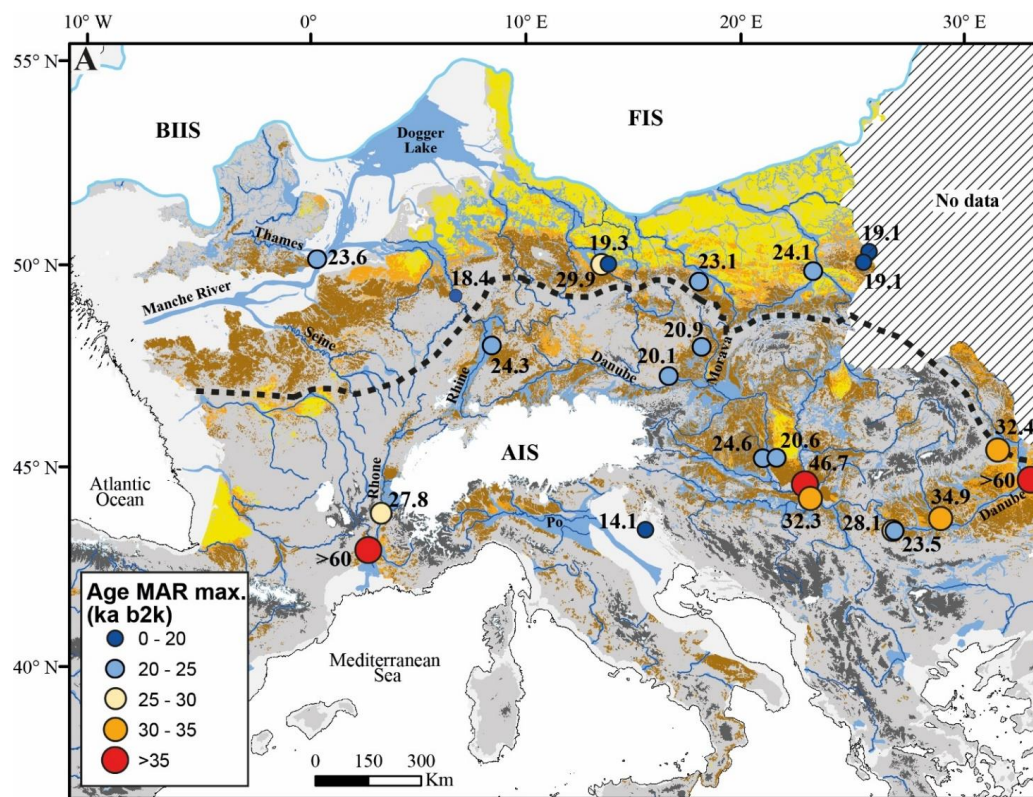 10° W
0°
10° E
20° E
30° E
55° N
50° N
45° N
40° N
A
BIIS
FIS
Dogger
Lake
No data
Thames
23.6
Manche River
Seine
18.4
19.3
29.9
23.1
24.1
19.1
19.1
24.3
Rhine
Danube
20.9
20.1
Morava
AIS
24.6
20.6
46.7
32.3
32.4
>60
Danube
34.9
28.1
23.5
Atlantic
Ocean
Rhone
27.8
>60
Po
14.1
Mediterranean
Sea
Age MAR max.
(ka b2k)
0 - 20
20 - 25
25 - 30
30 - 35
>35
0 150 300
Km